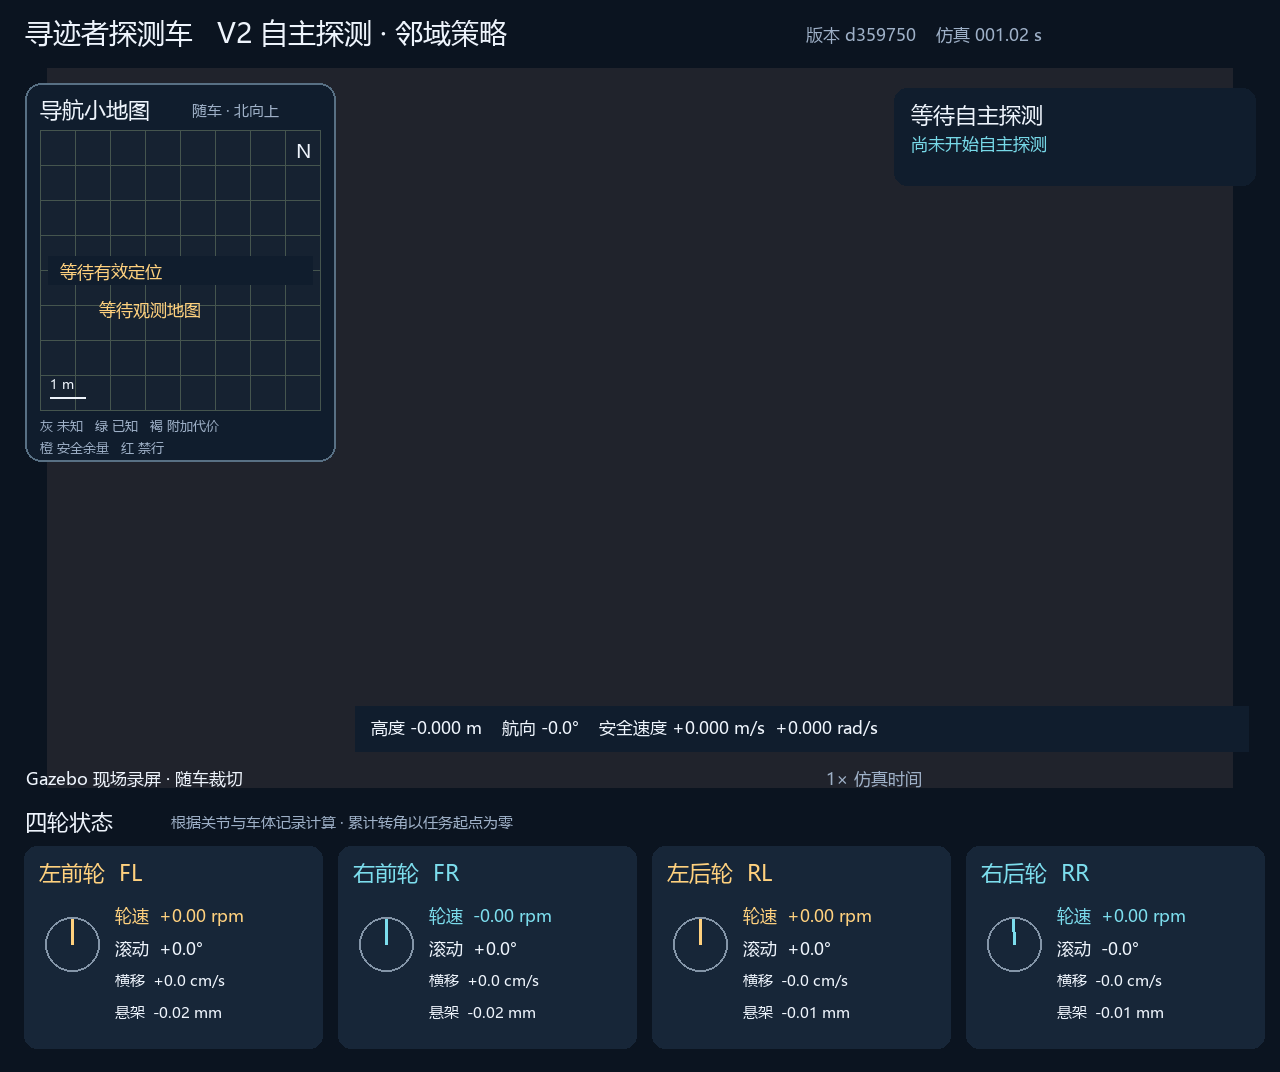 寻迹者探测车 V2 自主探测 · 邻域策略
版本 d359750 仿真 001.02 s
导航小地图 随车 · 北向上
N
等待有效定位
等待观测地图
1 m
灰 未知 绿 已知 褐 附加代价
橙 安全余量 红 禁行
等待自主探测
尚未开始自主探测
高度 -0.000 m 航向 -0.0° 安全速度 +0.000 m/s +0.000 rad/s
Gazebo 现场录屏 · 随车裁切
1× 仿真时间
四轮状态 根据关节与车体记录计算 · 累计转角以任务起点为零
左前轮 FL
轮速 +0.00 rpm
滚动 +0.0°
横移 +0.0 cm/s
悬架 -0.02 mm
右前轮 FR
轮速 -0.00 rpm
滚动 +0.0°
横移 +0.0 cm/s
悬架 -0.02 mm
左后轮 RL
轮速 +0.00 rpm
滚动 +0.0°
横移 -0.0 cm/s
悬架 -0.01 mm
右后轮 RR
轮速 +0.00 rpm
滚动 -0.0°
横移 -0.0 cm/s
悬架 -0.01 mm